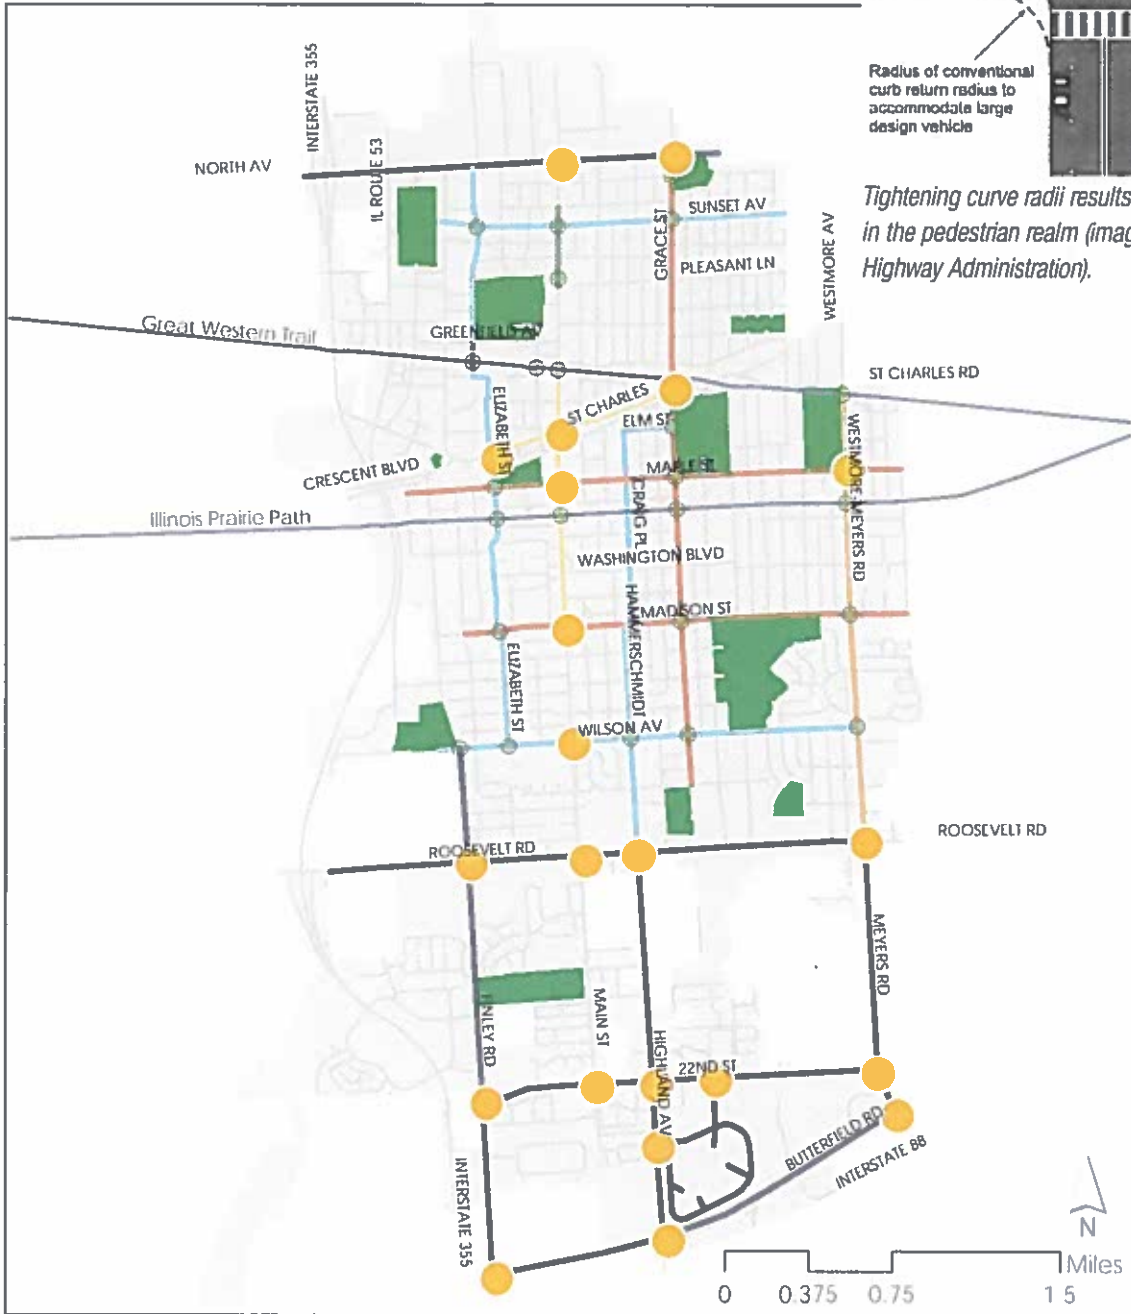 Radius of conventional
curb return radius to
accommodate large
design vehicle
Tightening curve radii results
in the pedestrian realm (imag
Highway Administration).
INTERSTATE 355
NORTH AV
IL ROUTE 53
SUNSET AV
GRACE ST
PLEASANT LN
WESTMORE AV
Great Western Trail
GREENFIELD AV
ST CHARLES RD
ELIZABETH ST
ST CHARLES
ELM ST
CRESCENT BLVD
MAPLE ST
WESTMORE-MEYERS RD
CRAIG PL
Illinois Prairie Path
WASHINGTON BLVD
HAMMERSCHMIDT
MADISON ST
ELIZABETH ST
WILSON AV
ROOSEVELT RD
ROOSEVELT RD
MEYERS RD
FINLEY RD
MAIN ST
HIGHLAND AV
22ND ST
BUTTERFIELD RD
INTERSTATE 88
INTERSTATE 355
N
Miles
0 0.375 0.75 1 5